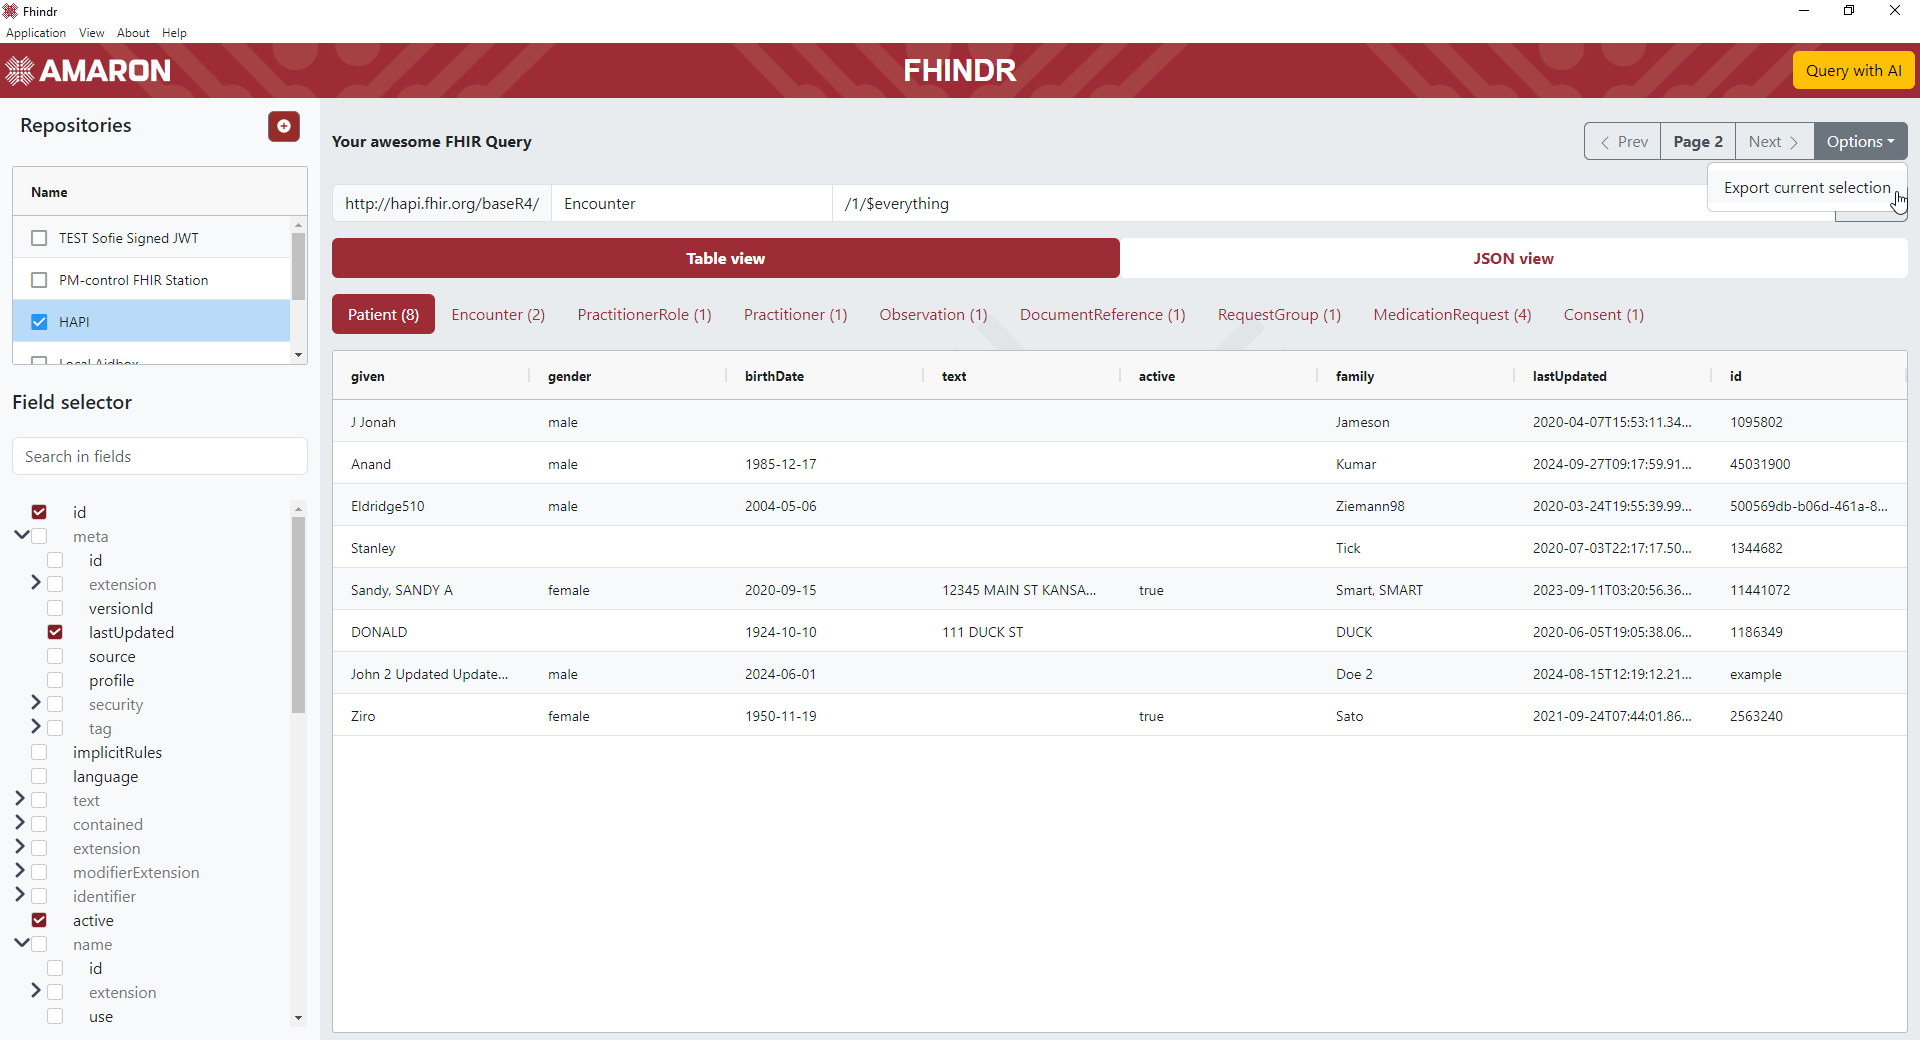 Fhindr
Application View About Help
AMARON
FHINDR
Query with AI
Repositories
Name
TEST Sofie Signed JWT
PM-control FHIR Station
HAPI
Local Aidbox
Field selector
Search in fields
id
meta
id
extension
versionId
lastUpdated
source
profile
security
tag
implicitRules
language
text
contained
extension
modifierExtension
identifier
active
name
id
extension
use
Your awesome FHIR Query
Prev Page 2 Next Options
Export current selection
http://hapi.fhir.org/baseR4/ Encounter /1/$everything
Table view JSON view
Patient (8) Encounter (2) PractitionerRole (1) Practitioner (1) Observation (1) DocumentReference (1) RequestGroup (1) MedicationRequest (4) Consent (1)
given gender birthDate text active family lastUpdated id
J Jonah male Jameson 2020-04-07T15:53:11.34... 1095802
Anand male 1985-12-17 Kumar 2024-09-27T09:17:59.91... 45031900
Eldridge510 male 2004-05-06 Ziemann98 2020-03-24T19:55:39.99... 500569db-b06d-461a-8...
Stanley Tick 2020-07-03T22:17:17.50... 1344682
Sandy, SANDY A female 2020-09-15 12345 MAIN ST KANSA... true Smart, SMART 2023-09-11T03:20:56.36... 11441072
DONALD 1924-10-10 111 DUCK ST DUCK 2020-06-05T19:05:38.06... 1186349
John 2 Updated Update... male 2024-06-01 Doe 2 2024-08-15T12:19:12.21... example
Ziro female 1950-11-19 true Sato 2021-09-24T07:44:01.86... 2563240